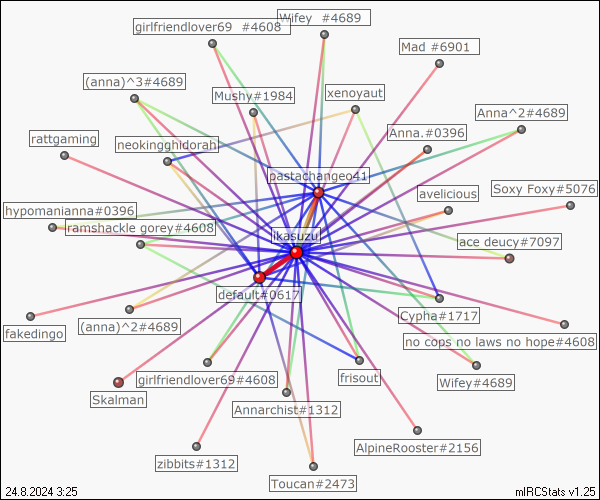 Wifey  #4689
girlfriendlover69  #4608
Mad #6901
(anna)^3#4689
Mushy#1984
xenoyaut
Anna^2#4689
rattgaming
neokingghidorah
Anna.#0396
pastachangeo41
avelicious
Soxy Foxy#5076
hypomanianna#0396
ramshackle gorey#4608
ikasuzu
ace deucy#7097
default#0617
fakedingo
(anna)^2#4689
Cypha#1717
no cops no laws no hope#4608
girlfriendlover69#4608
frisout
Wifey#4689
Skalman
Annarchist#1312
AlpineRooster#2156
zibbits#1312
Toucan#2473
24.8.2024 3:25
mIRCStats v1.25